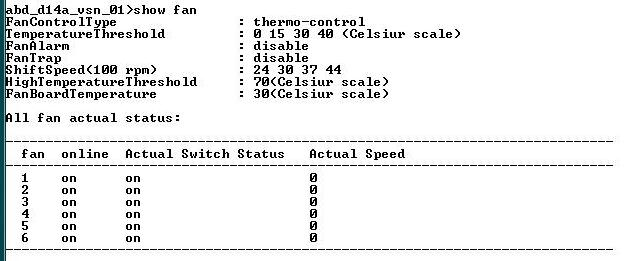 abd_d14a_vsn_01>show fan
FanControlType : thermo-control
TemperatureThreshold : 0 15 30 40 (Celsiur scale)
FanAlarm : disable
FanTrap : disable
ShiftSpeed(100 rpm) : 24 30 37 44
HighTemperatureThreshold : 70(Celsiur scale)
FanBoardTemperature : 30(Celsiur scale)
All fan actual status:
fan online Actual Switch Status Actual Speed
1 on on 0
2 on on 0
3 on on 0
4 on on 0
5 on on 0
6 on on 0